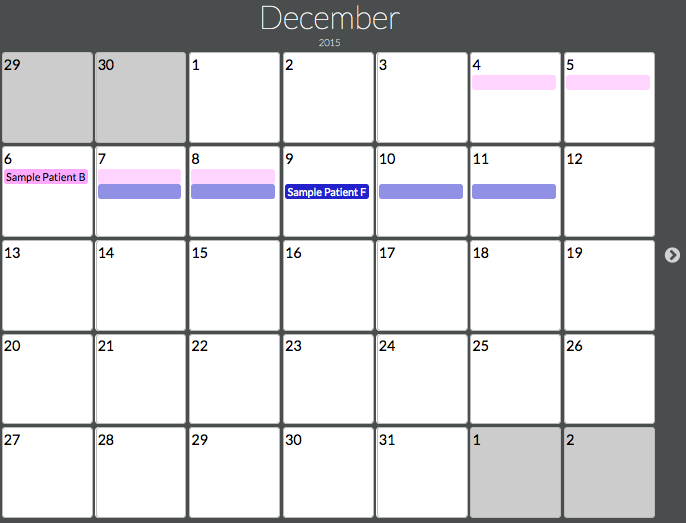 December
2015
29 30 1 2 3 4 5
6 7 8 9 10 11 12
Sample Patient B
Sample Patient F
13 14 15 16 17 18 19
20 21 22 23 24 25 26
27 28 29 30 31 1 2